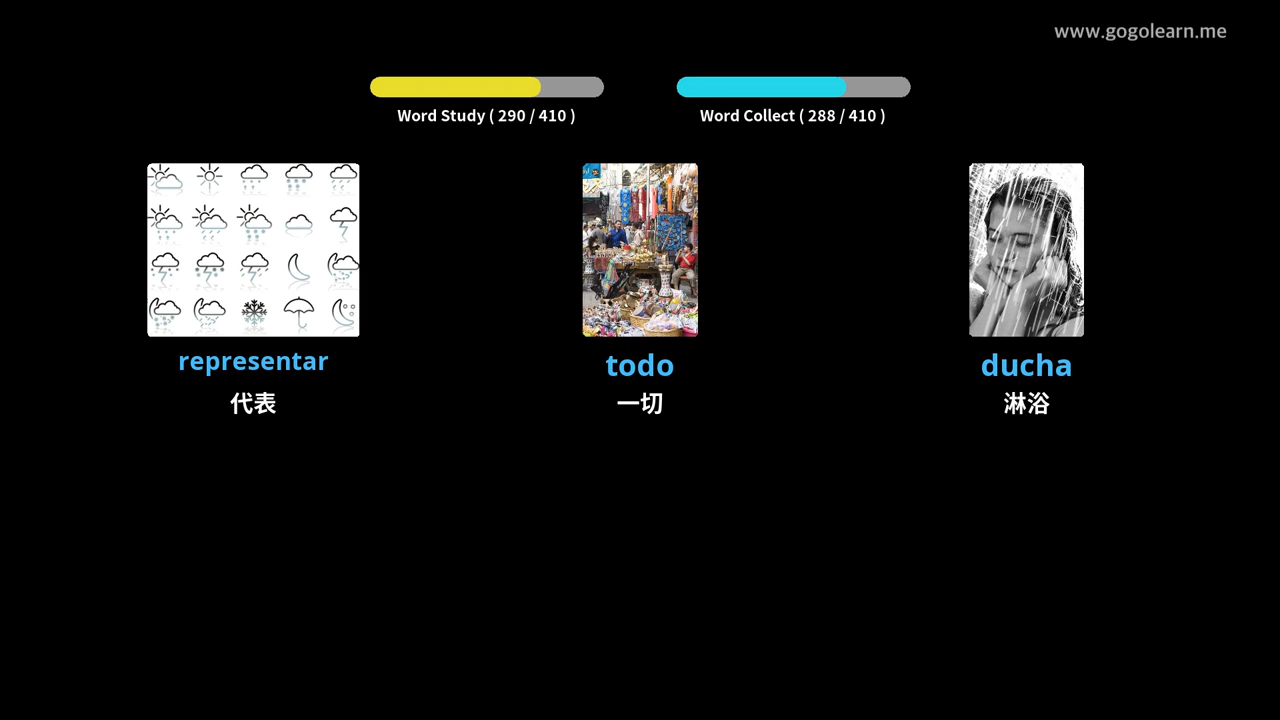 www.gogolearn.me
Word Study ( 290 / 410 )
Word Collect ( 288 / 410 )
representar
代表
todo
一切
ducha
淋浴